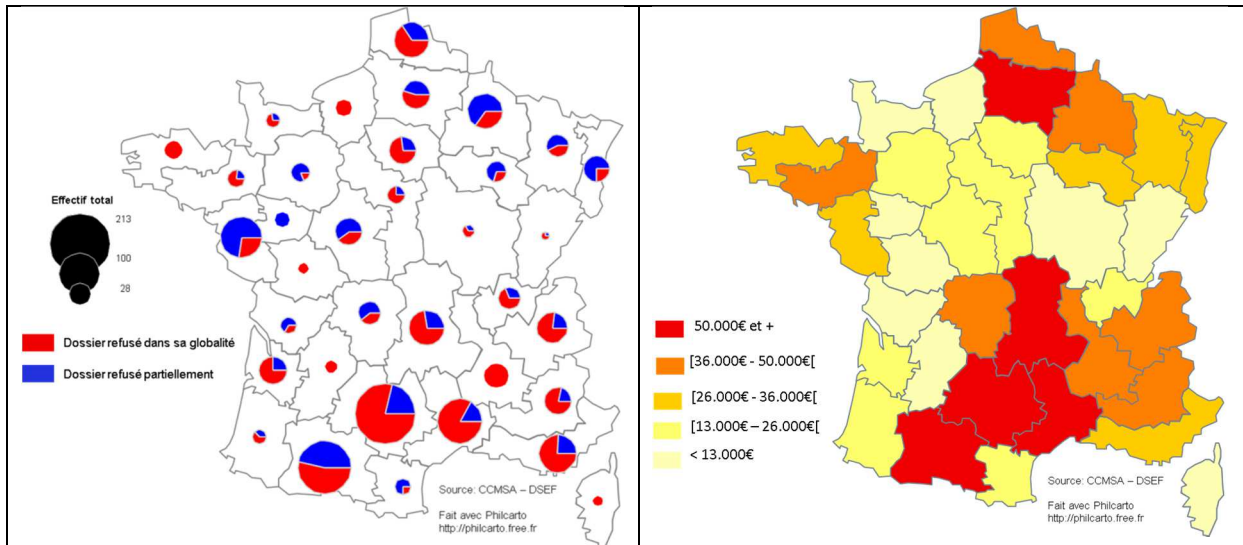 Effectif total
213
100
28
Dossier refusé dans sa globalité
Dossier refusé partiellement
Source: CCMSA – DSEF
Fait avec Philcarto
http://philcarto.free.fr
50.000€ et +
[36.000€ - 50.000€[
[26.000€ - 36.000€[
[13.000€ – 26.000€[
< 13.000€
Source: CCMSA – DSEF
Fait avec Philcarto
http://philcarto.free.fr